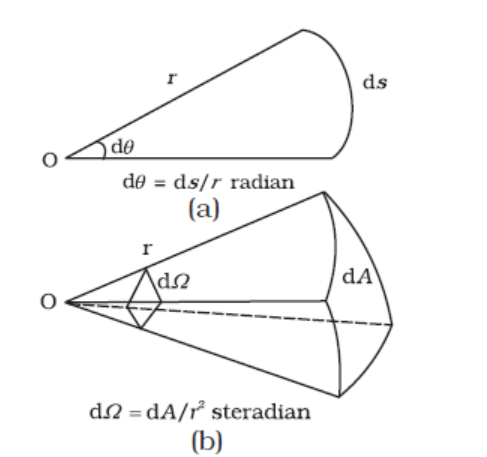 r
ds
dθ
O
dθ = ds/r radian
(a)
r
dΩ
dA
O
dΩ = dA/r² steradian
(b)